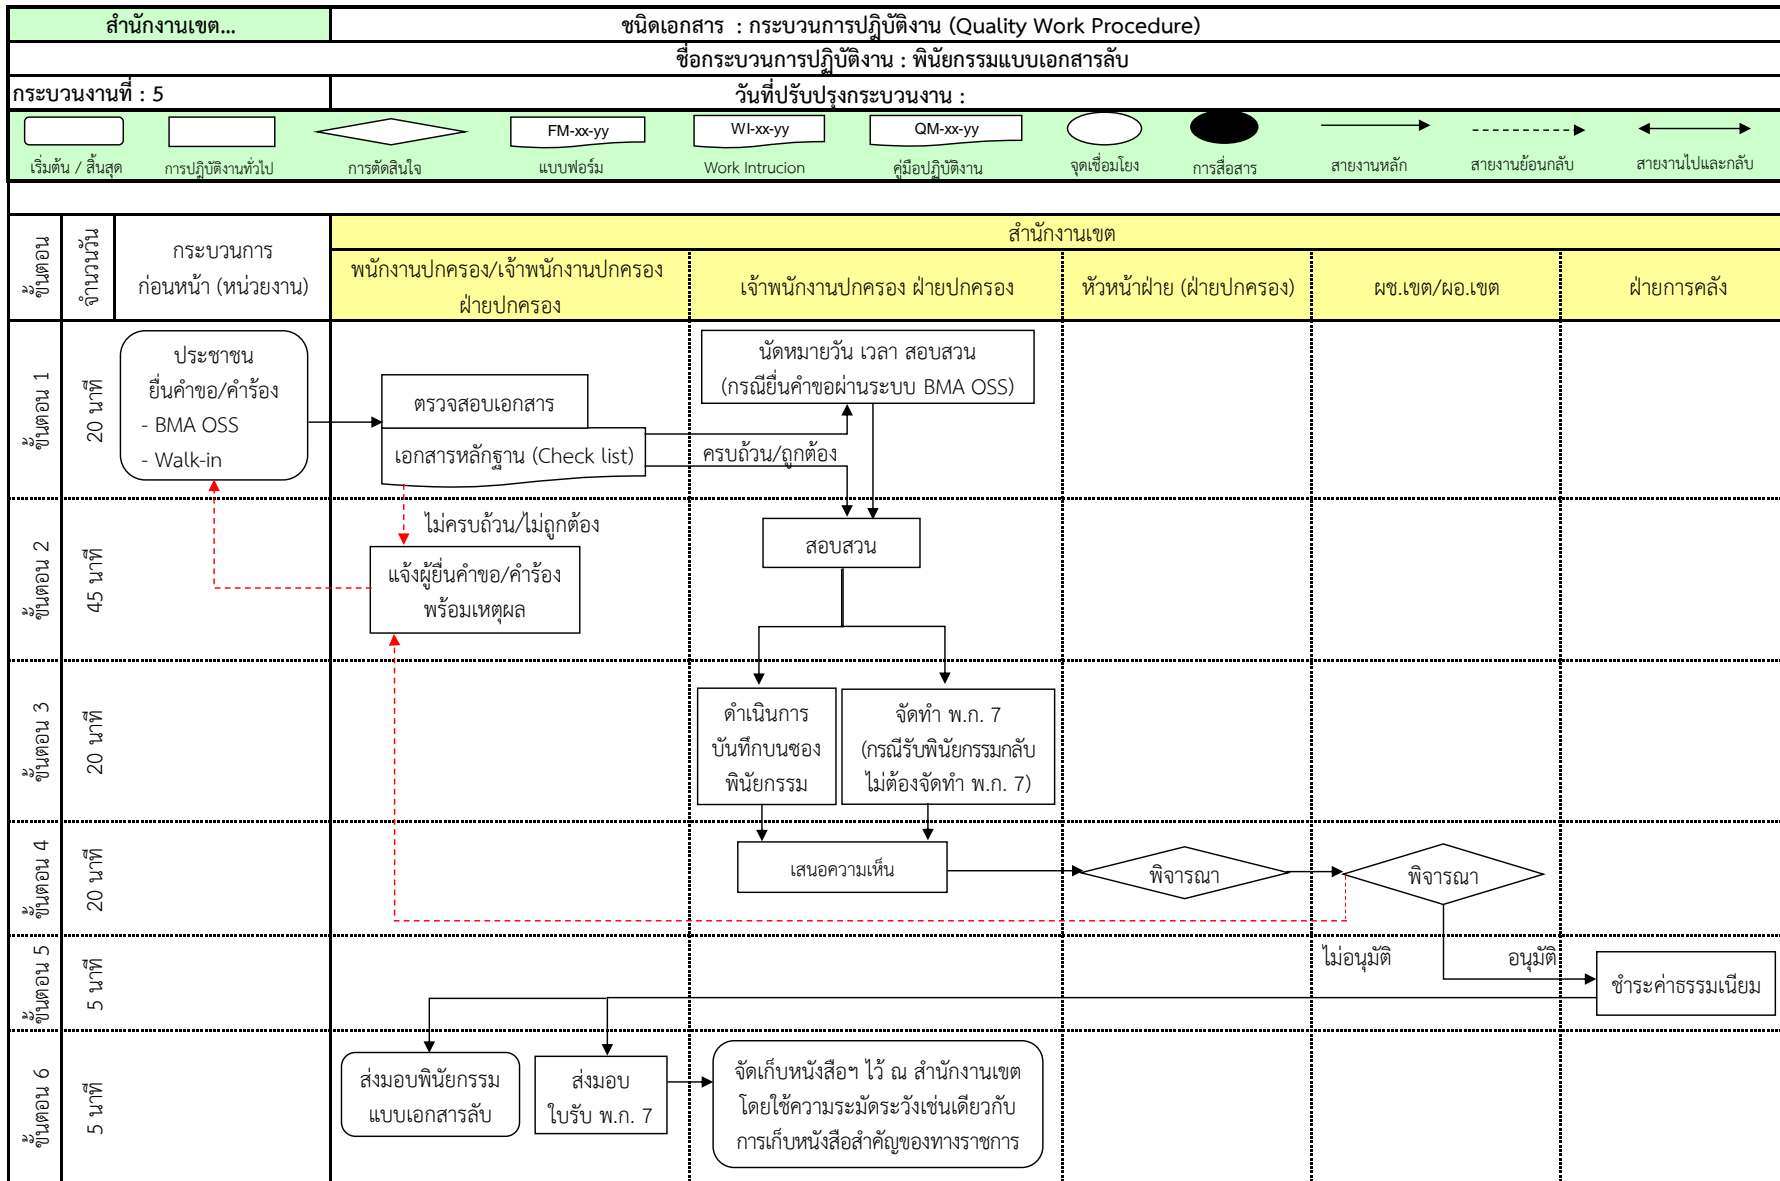 สำนักงานเขต...
ชนิดเอกสาร : กระบวนการปฏิบัติงาน (Quality Work Procedure)
ชื่อกระบวนการปฏิบัติงาน : พินัยกรรมแบบเอกสารลับ
กระบวนงานที่ : 5
วันที่ปรับปรุงกระบวนงาน :
FM-xx-yy
WI-xx-yy
QM-xx-yy
เริ่มต้น / สิ้นสุด
การปฏิบัติงานทั่วไป
การตัดสินใจ
แบบฟอร์ม
Work Intrucion
คู่มือปฏิบัติงาน
จุดเชื่อมโยง
การสื่อสาร
สายงานหลัก
สายงานย้อนกลับ
สายงานไปและกลับ
ขั้นตอน
จำนวนวัน
กระบวนการ
ก่อนหน้า (หน่วยงาน)
สำนักงานเขต
พนักงานปกครอง/เจ้าพนักงานปกครอง
ฝ่ายปกครอง
เจ้าพนักงานปกครอง ฝ่ายปกครอง
หัวหน้าฝ่าย (ฝ่ายปกครอง)
ผช.เขต/ผอ.เขต
ฝ่ายการคลัง
ขั้นตอน 1
20 นาที
ประชาชน
ยื่นคำขอ/คำร้อง
- BMA OSS
- Walk-in
ตรวจสอบเอกสาร
เอกสารหลักฐาน (Check list)
นัดหมายวัน เวลา สอบสวน
(กรณียื่นคำขอผ่านระบบ BMA OSS)
ครบถ้วน/ถูกต้อง
ขั้นตอน 2
45 นาที
ไม่ครบถ้วน/ไม่ถูกต้อง
แจ้งผู้ยื่นคำขอ/คำร้อง
พร้อมเหตุผล
สอบสวน
ขั้นตอน 3
20 นาที
ดำเนินการ
บันทึกบนซอง
พินัยกรรม
จัดทำ พ.ก. 7
(กรณีรับพินัยกรรมกลับ
ไม่ต้องจัดทำ พ.ก. 7)
ขั้นตอน 4
20 นาที
เสนอความเห็น
พิจารณา
พิจารณา
ขั้นตอน 5
5 นาที
ไม่อนุมัติ
อนุมัติ
ชำระค่าธรรมเนียม
ขั้นตอน 6
5 นาที
ส่งมอบพินัยกรรม
แบบเอกสารลับ
ส่งมอบ
ใบรับ พ.ก. 7
จัดเก็บหนังสือฯ ไว้ ณ สำนักงานเขต
โดยใช้ความระมัดระวังเช่นเดียวกับ
การเก็บหนังสือสำคัญของทางราชการ